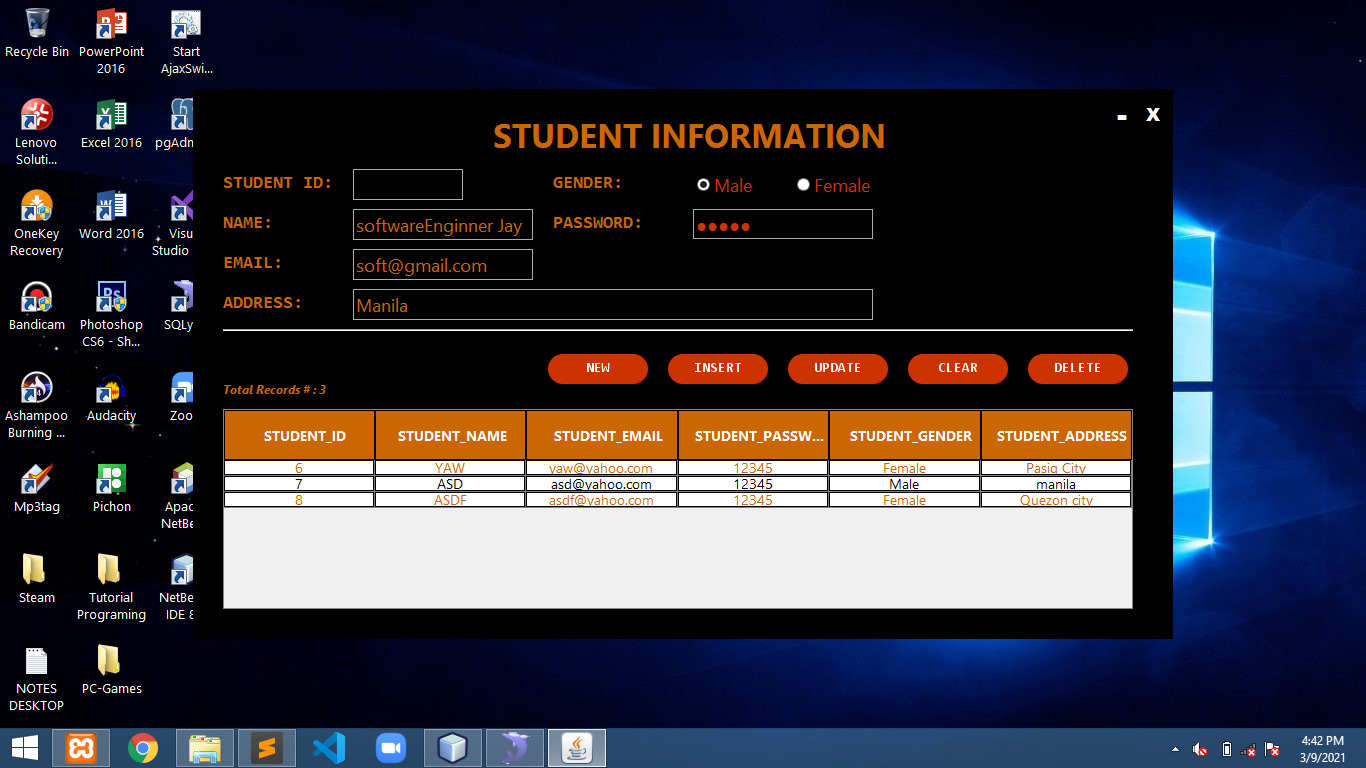 Recycle Bin
PowerPoint 2016
Start AjaxSwi...
Lenovo Soluti...
Excel 2016
pgAdn
OneKey Recovery
Word 2016
Visu
Studio
Bandicam
Photoshop CS6 - Sh...
SQLy
Ashampoo Burning ...
Audacity
Zoo
Mp3tag
Pichon
Apac
NetBe
Steam
Tutorial Programing
NetBe
IDE 8
NOTES DESKTOP
PC-Games
- X
STUDENT INFORMATION
STUDENT ID:
GENDER: Male Female
NAME: softwareEnginner Jay
PASSWORD: ●●●●●
EMAIL: soft@gmail.com
ADDRESS: Manila
NEW INSERT UPDATE CLEAR DELETE
Total Records # : 3
STUDENT_ID STUDENT_NAME STUDENT_EMAIL STUDENT_PASSW... STUDENT_GENDER STUDENT_ADDRESS
6 YAW yaw@yahoo.com 12345 Female Pasig City
7 ASD asd@yahoo.com 12345 Male manila
8 ASDF asdf@yahoo.com 12345 Female Quezon city
4:42 PM
3/9/2021